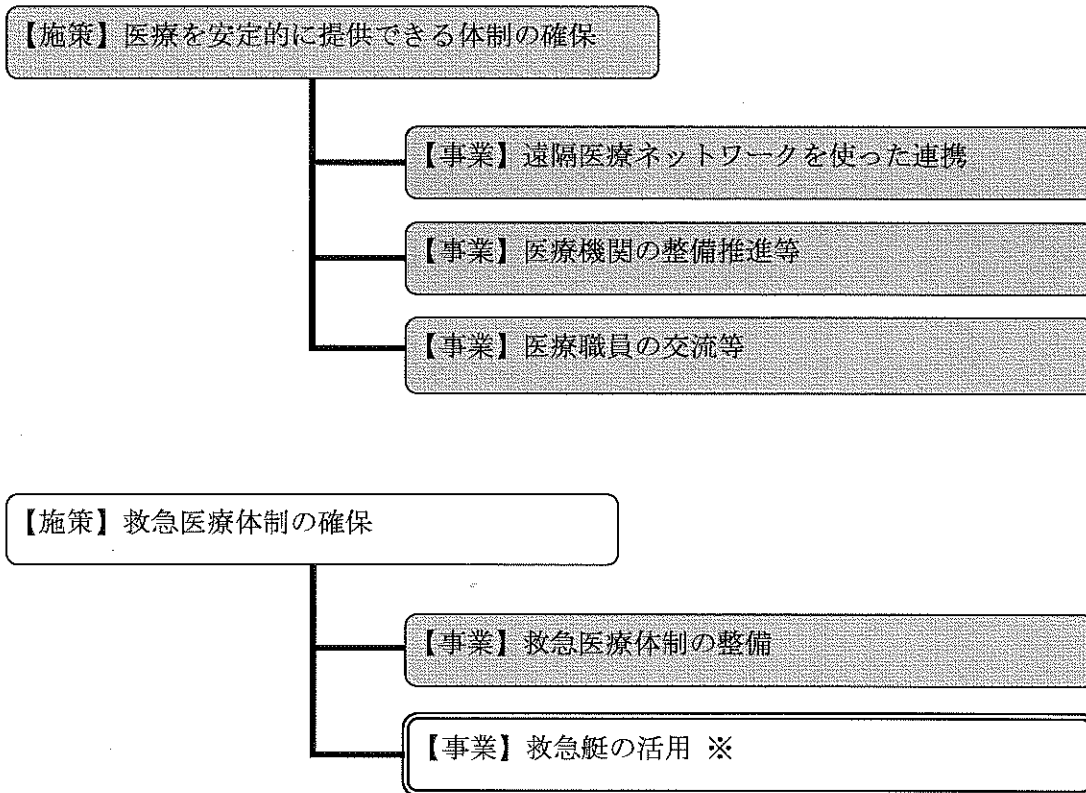 【施策】医療を安定的に提供できる体制の確保
【事業】遠隔医療ネットワークを使った連携
【事業】医療機関の整備推進等
【事業】医療職員の交流等
【施策】救急医療体制の確保
【事業】救急医療体制の整備
【事業】救急艇の活用 ※